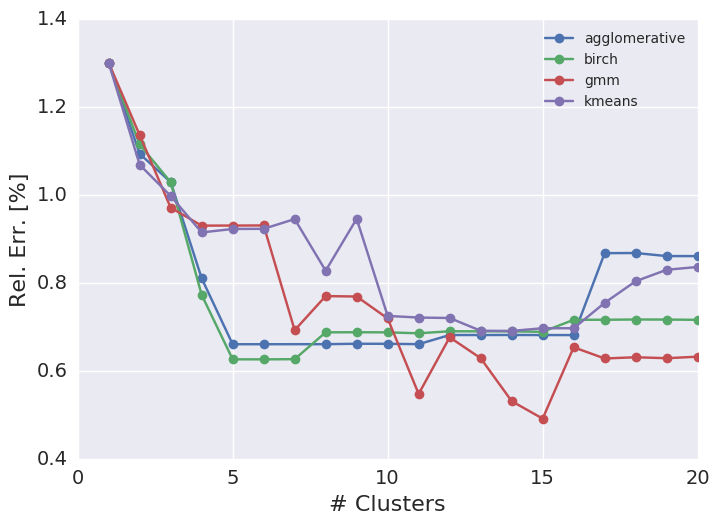 1.4
1.2
1.0
0.8
0.6
0.4
Rel. Err. [%]
0
5
10
15
20
# Clusters
agglomerative
birch
gmm
kmeans